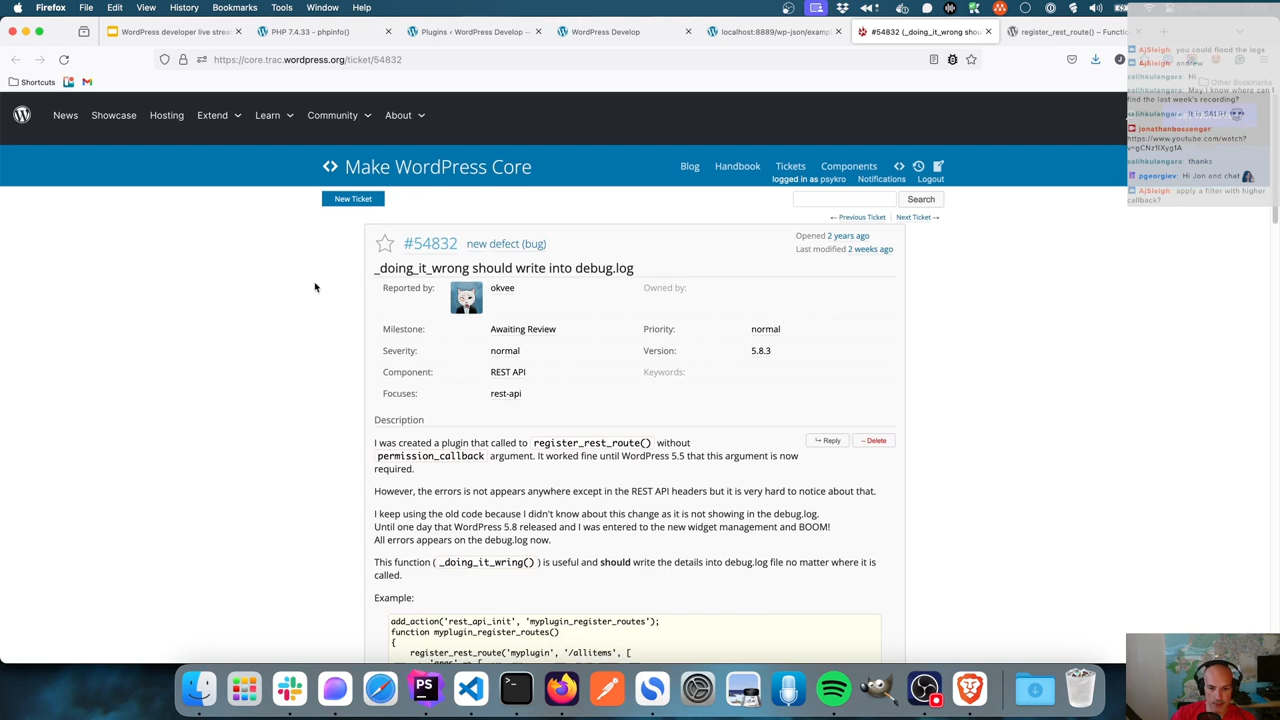 Firefox File Edit View History Bookmarks Tools Window Help
WordPress developer live stream
PHP 7.4.33 - phpinfo()
Plugins ‹ WordPress Develop —
WordPress Develop
localhost:8889/wp-json/examp
#54832 (_doing_it_wrong shou
register_rest_route() – Functio
https://core.trac.wordpress.org/ticket/54832
Shortcuts
Other Bookmarks
AjSleigh: you could flood the logs
AjSleigh: andrew
salihkulangara: Hi
salihkulangara: May I know where can I
find the last week's recording?
salihkulangara: It is SALIH
jonathanbossenger:
https://www.youtube.com/watch?
v=gCNz1IXyg1A
salihkulangara: thanks
pgeorgiev: Hi Jon and chat
AjSleigh: apply a filter with higher
callback?
News Showcase Hosting Extend Learn Community About
Make WordPress Core
Blog Handbook Tickets Components
logged in as psykro Notifications Logout
New Ticket
Search
← Previous Ticket Next Ticket →
#54832 new defect (bug)
Opened 2 years ago
Last modified 2 weeks ago
_doing_it_wrong should write into debug.log
Reported by: okvee Owned by:
Milestone: Awaiting Review Priority: normal
Severity: normal Version: 5.8.3
Component: REST API Keywords:
Focuses: rest-api
Description
Reply Delete
I was created a plugin that called to register_rest_route() without
permission_callback argument. It worked fine until WordPress 5.5 that this argument is now
required.
However, the errors is not appears anywhere except in the REST API headers but it is very hard to notice about that.
I keep using the old code because I didn't know about this change as it is not showing in the debug.log.
Until one day that WordPress 5.8 released and I was entered to the new widget management and BOOM!
All errors appears on the debug.log now.
This function ( _doing_it_wring() ) is useful and should write the details into debug.log file no matter where it is
called.
Example:
add_action('rest_api_init', 'myplugin_register_routes');
function myplugin_register_routes()
{
register_rest_route('myplugin', '/allitems', [